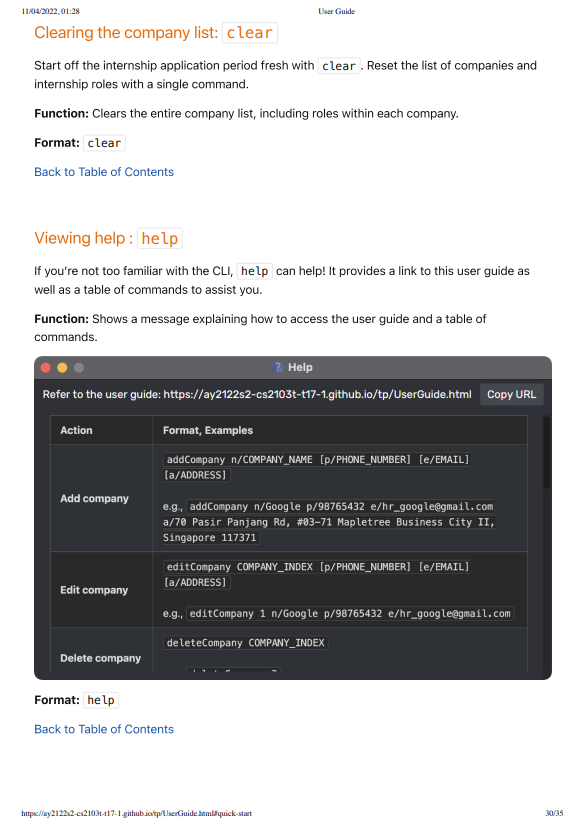 11/04/2022, 01:28
User Guide
Clearing the company list: clear
Start off the internship application period fresh with clear . Reset the list of companies and
internship roles with a single command.
Function: Clears the entire company list, including roles within each company.
Format: clear
Back to Table of Contents
Viewing help : help
If you're not too familiar with the CLI, help can help! It provides a link to this user guide as
well as a table of commands to assist you.
Function: Shows a message explaining how to access the user guide and a table of
commands.
Help
Refer to the user guide: https://ay2122s2-cs2103t-t17-1.github.io/tp/UserGuide.html
Copy URL
Action
Format, Examples
Add company
addCompany n/COMPANY_NAME [p/PHONE_NUMBER] [e/EMAIL]
[a/ADDRESS]
e.g., addCompany n/Google p/98765432 e/hr_google@gmail.com
a/70 Pasir Panjang Rd, #03-71 Mapletree Business City II,
Singapore 117371
Edit company
editCompany COMPANY_INDEX [p/PHONE_NUMBER] [e/EMAIL]
[a/ADDRESS]
e.g., editCompany 1 n/Google p/98765432 e/hr_google@gmail.com
Delete company
deleteCompany COMPANY_INDEX
Format: help
Back to Table of Contents
https://ay2122s2-cs2103t-t17-1.github.io/tp/UserGuide.html#quick-start
30/35